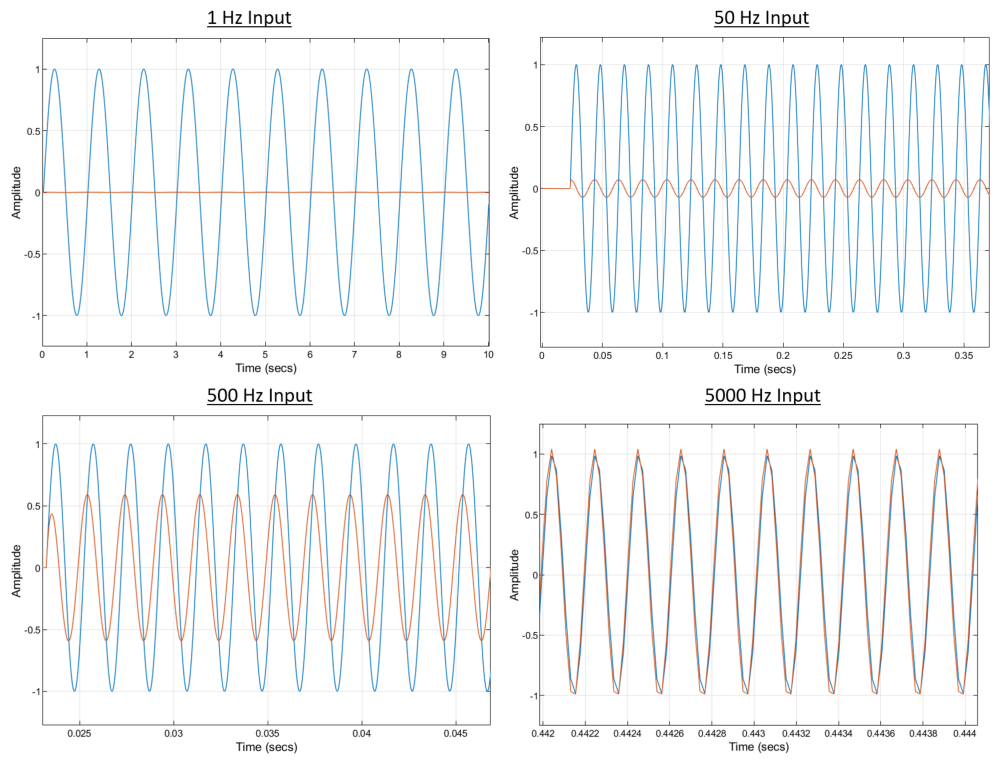 1 Hz Input
1
0.5
0
-0.5
-1
Amplitude
0 1 2 3 4 5 6 7 8 9 10
Time (secs)
50 Hz Input
1
0.5
0
-0.5
-1
Amplitude
0 0.05 0.1 0.15 0.2 0.25 0.3 0.35
Time (secs)
500 Hz Input
1
0.5
0
-0.5
-1
Amplitude
0.025 0.03 0.035 0.04 0.045
Time (secs)
5000 Hz Input
1
0.5
0
-0.5
-1
Amplitude
0.442 0.4422 0.4424 0.4426 0.4428 0.443 0.4432 0.4434 0.4436 0.4438 0.444
Time (secs)